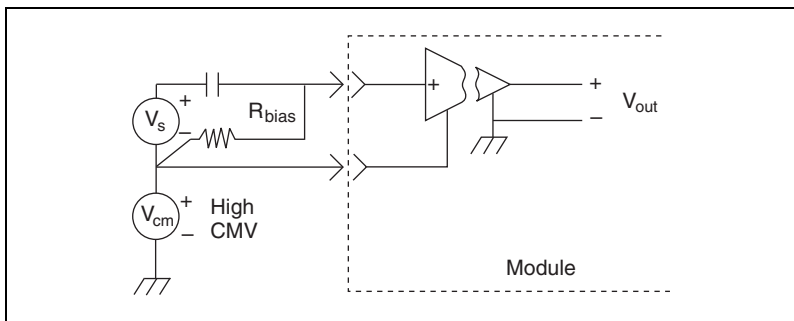 +
V_s
–
R_bias
+
V_cm
–
High
CMV
+
+
V_out
–
Module